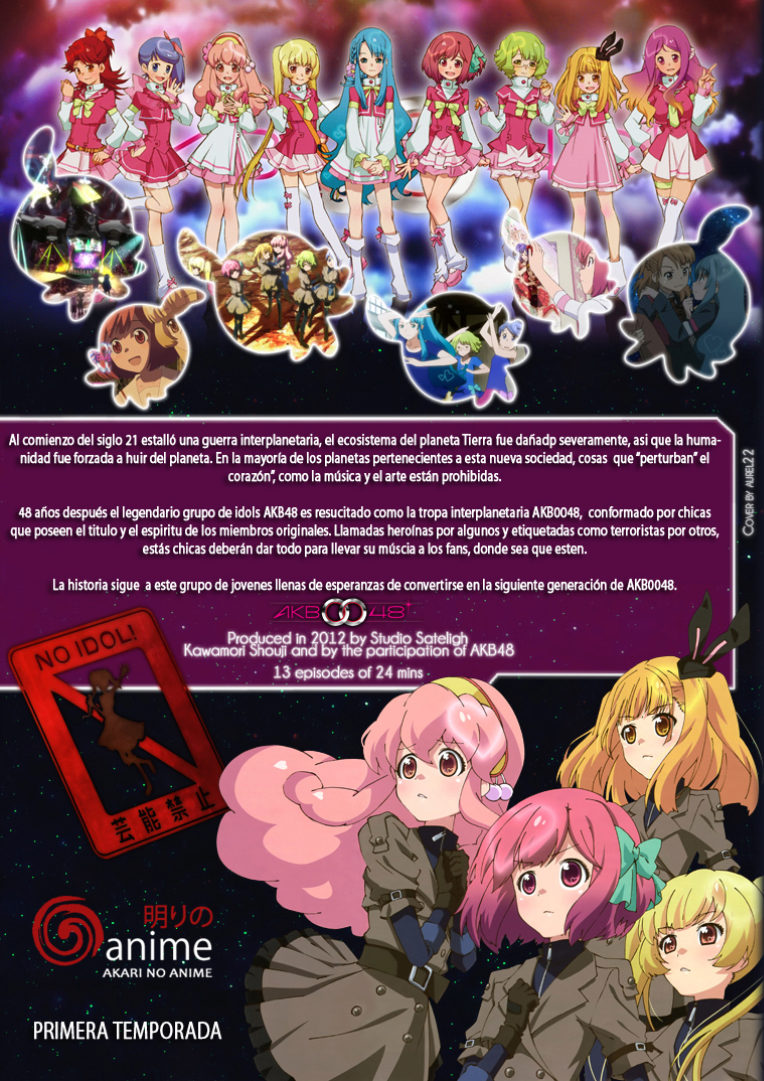 Al comienzo del siglo 21 estalló una guerra interplanetaria, el ecosistema del planeta Tierra fue dañadp severamente, asi que la huma-
nidad fue forzada a huir del planeta. En la mayoría de los planetas pertenecientes a esta nueva sociedad, cosas que “perturban” el
corazón”, como la música y el arte están prohibidas.
48 años después el legendario grupo de idols AKB48 es resucitado como la tropa interplanetaria AKB0048, conformado por chicas
que poseen el titulo y el espiritu de los miembros originales. Llamadas heroínas por algunos y etiquetadas como terroristas por otros,
estás chicas deberán dar todo para llevar su múscia a los fans, donde sea que esten.
La historia sigue a este grupo de jovenes llenas de esperanzas de convertirse en la siguiente generación de AKB0048.
AKB0048
Produced in 2012 by Studio Sateligh
Kawamori Shouji and by the participation of AKB48
13 episodes of 24 mins
Cover by aurel22
NO IDOL!
芸能禁止
明りの
anime
AKARI NO ANIME
PRIMERA TEMPORADA